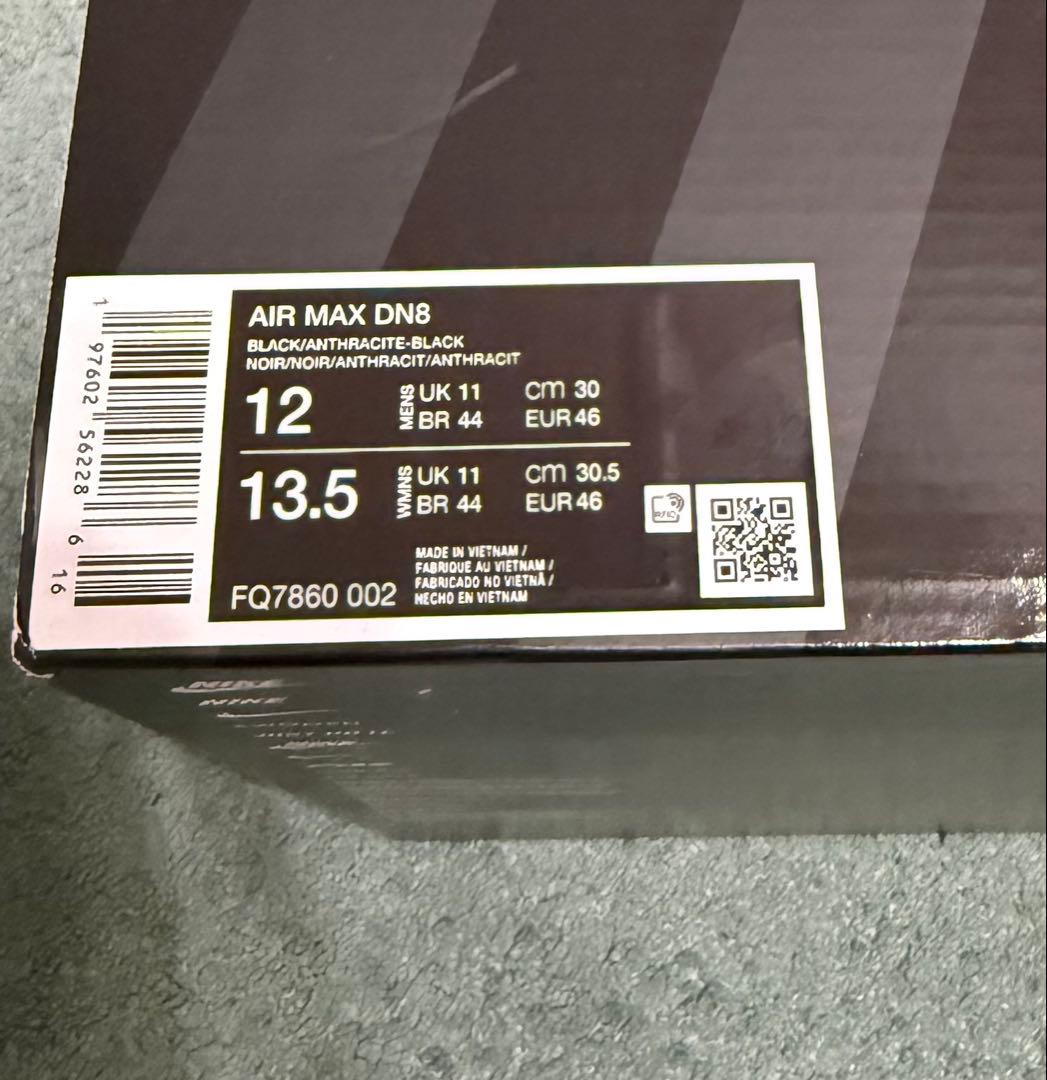 AIR MAX DN8
BLACK/ANTHRACITE-BLACK
NOIR/NOIR/ANTHRACIT/ANTHRACIT
12 MENS UK 11 cm 30
BR 44 EUR 46
13.5 WMNS UK 11 cm 30.5
BR 44 EUR 46
MADE IN VIETNAM /
FABRIQUE AU VIETNAM /
FABRICADO NO VIETNÃ /
HECHO EN VIETNAM
FQ7860 002
1 97602 56228 6 16
NIKE